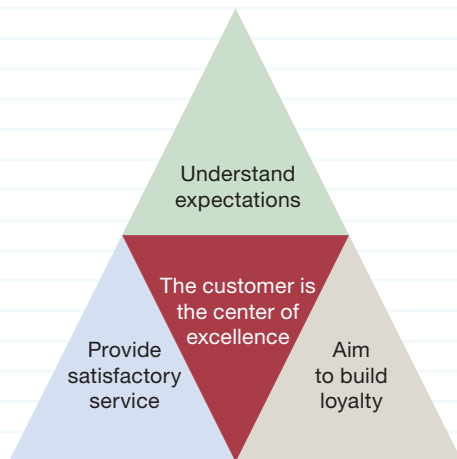 Understand
expectations
The customer is
the center of
excellence
Provide
satisfactory
service
Aim
to build
loyalty